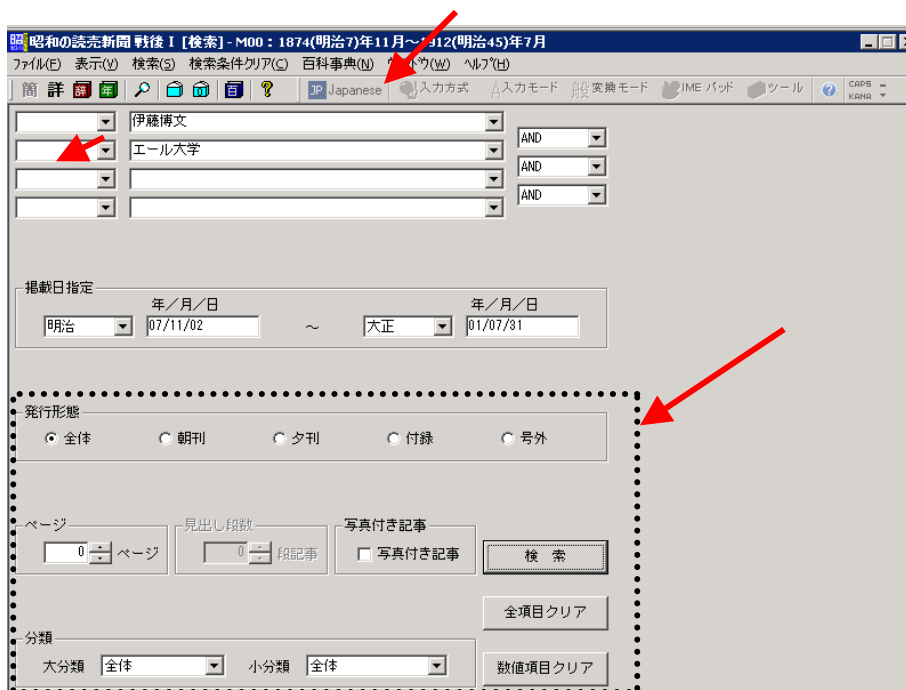 昭和の読売新聞 戦後Ⅰ [検索] - M00：1874(明治7)年11月～1912(明治45)年7月
ファイル(F) 表示(V) 検索(S) 検索条件クリア(C) 百科事典(N) (W) ヘルプ(H)
簡 詳 辞 年 百 ? JP Japanese 入力方式 A入力モード 般 変換モード IME パッド ツール ? CAPS KANA
伊藤博文
AND
エール大学
AND
AND
掲載日指定
年／月／日 年／月／日
明治 07/11/02 ～ 大正 01/07/31
発行形態
全体 朝刊 夕刊 付録 号外
ページ 見出し段数 写真付き記事
0 ページ 0 段記事 写真付き記事 検 索
全項目クリア
分類
大分類 全体 小分類 全体 数値項目クリア